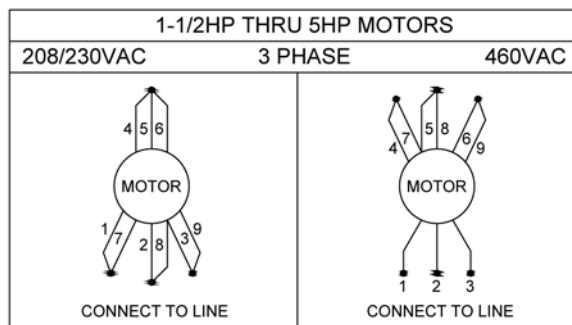 1-1/2HP THRU 5HP MOTORS
208/230VAC 3 PHASE 460VAC
4 5 6
MOTOR
1 7 2 8 3 9
CONNECT TO LINE
4 7 5 8 6 9
MOTOR
1 2 3
CONNECT TO LINE